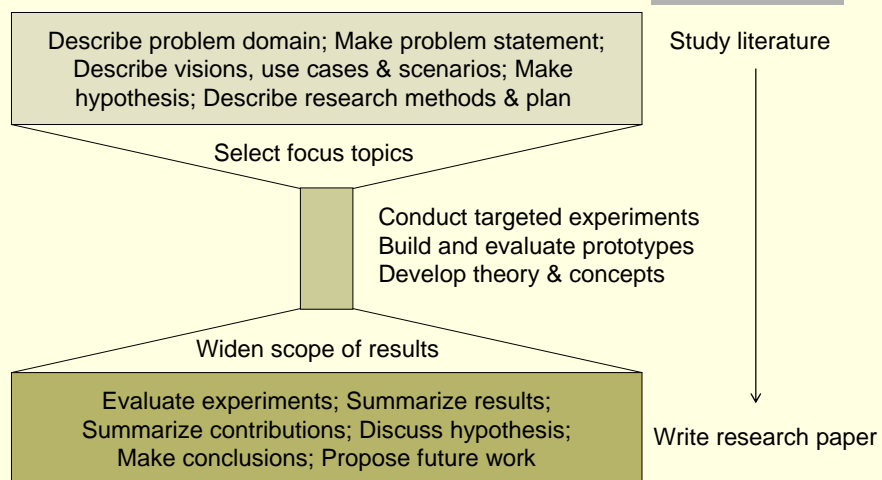 Describe problem domain; Make problem statement;
Describe visions, use cases & scenarios; Make
hypothesis; Describe research methods & plan
Study literature
Select focus topics
Conduct targeted experiments
Build and evaluate prototypes
Develop theory & concepts
Widen scope of results
Evaluate experiments; Summarize results;
Summarize contributions; Discuss hypothesis;
Make conclusions; Propose future work
Write research paper